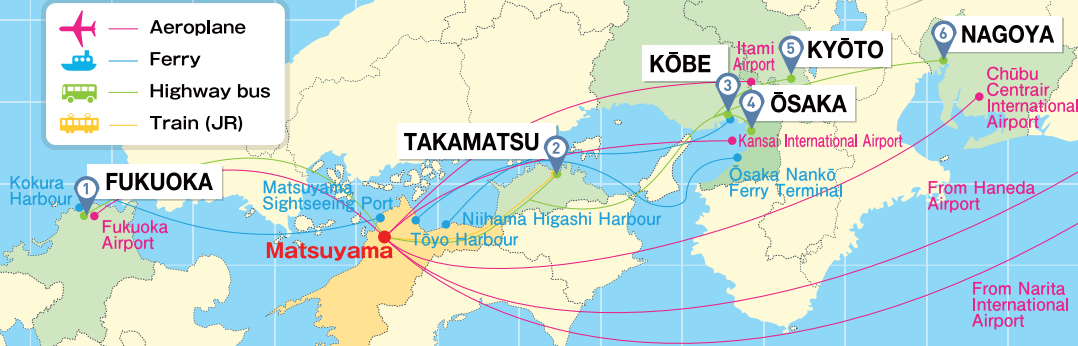 Aeroplane
Ferry
Highway bus
Train (JR)
6 NAGOYA
5 KYŌTO
Itami
Airport
KŌBE
3
4 ŌSAKA
Chūbu
Centrair
International
Airport
TAKAMATSU 2
Kansai International Airport
Ōsaka Nankō
Ferry Terminal
Kokura
Harbour
1 FUKUOKA
Fukuoka
Airport
Matsuyama
Sightseeing Port
Niihama Higashi Harbour
Tōyo Harbour
Matsuyama
From Haneda
Airport
From Narita
International
Airport